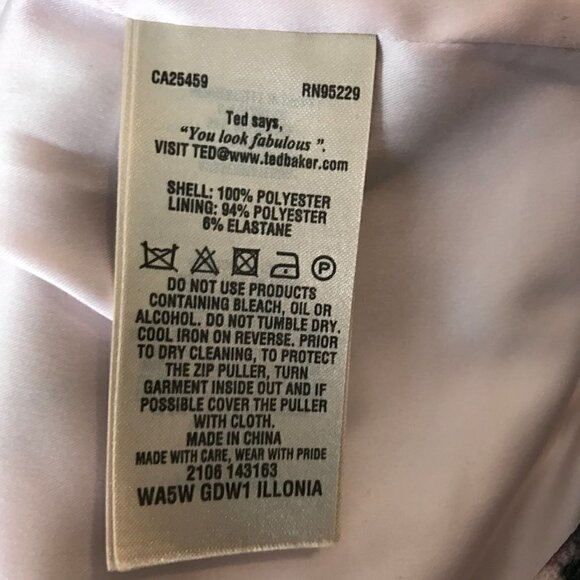 CA25459 RN95229
Ted says,
"You look fabulous ".
VISIT TED@www.tedbaker.com
SHELL: 100% POLYESTER
LINING: 94% POLYESTER
6% ELASTANE
P
DO NOT USE PRODUCTS
CONTAINING BLEACH, OIL OR
ALCOHOL. DO NOT TUMBLE DRY.
COOL IRON ON REVERSE. PRIOR
TO DRY CLEANING, TO PROTECT
THE ZIP PULLER, TURN
GARMENT INSIDE OUT AND IF
POSSIBLE COVER THE PULLER
WITH CLOTH.
MADE IN CHINA
MADE WITH CARE, WEAR WITH PRIDE
2106 143163
WA5W GDW1 ILLONIA